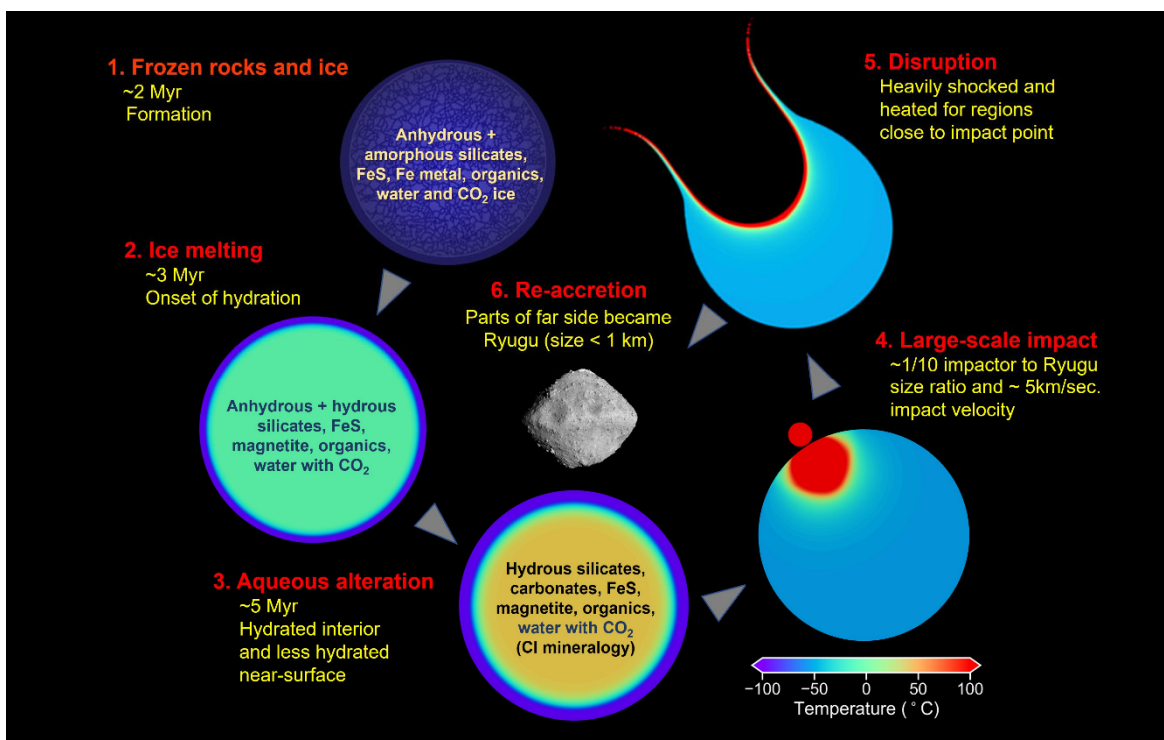 1. Frozen rocks and ice
~2 Myr
Formation
Anhydrous +
amorphous silicates,
FeS, Fe metal, organics,
water and CO₂ ice
2. Ice melting
~3 Myr
Onset of hydration
Anhydrous + hydrous
silicates, FeS,
magnetite, organics,
water with CO₂
3. Aqueous alteration
~5 Myr
Hydrated interior
and less hydrated
near-surface
Hydrous silicates,
carbonates, FeS,
magnetite, organics,
water with CO₂
(CI mineralogy)
4. Large-scale impact
~1/10 impactor to Ryugu
size ratio and ~ 5km/sec.
impact velocity
5. Disruption
Heavily shocked and
heated for regions
close to impact point
6. Re-accretion
Parts of far side became
Ryugu (size < 1 km)
−100 −50 0 50 100
Temperature (°C)